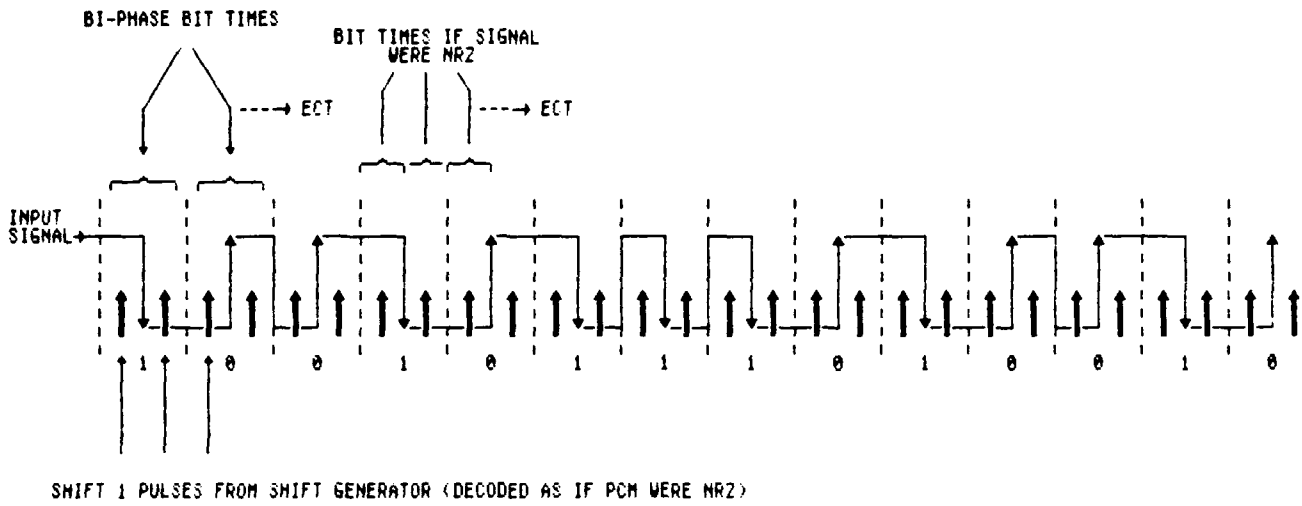 BI-PHASE BIT TIMES
BIT TIMES IF SIGNAL
WERE NRZ
ECT
ECT
INPUT
SIGNAL
1 0 0 1 0 1 1 1 0 1 0 0 1 0
SHIFT 1 PULSES FROM SHIFT GENERATOR (DECODED AS IF PCM WERE NRZ)